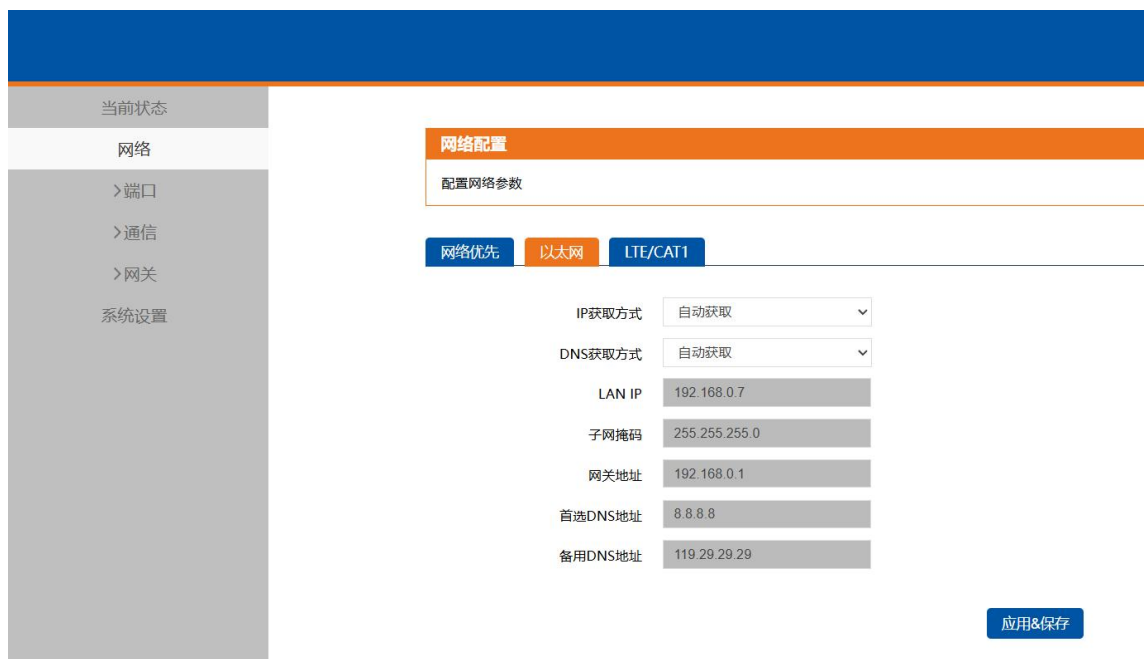 当前状态
网络
>端口
>通信
>网关
系统设置
网络配置
配置网络参数
网络优先 以太网 LTE/CAT1
IP获取方式 自动获取
DNS获取方式 自动获取
LAN IP 192.168.0.7
子网掩码 255.255.255.0
网关地址 192.168.0.1
首选DNS地址 8.8.8.8
备用DNS地址 119.29.29.29
应用&保存